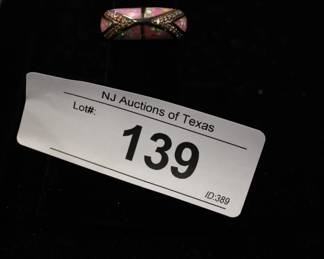 NJ Auctions of Texas
Lot#:
139
ID:389